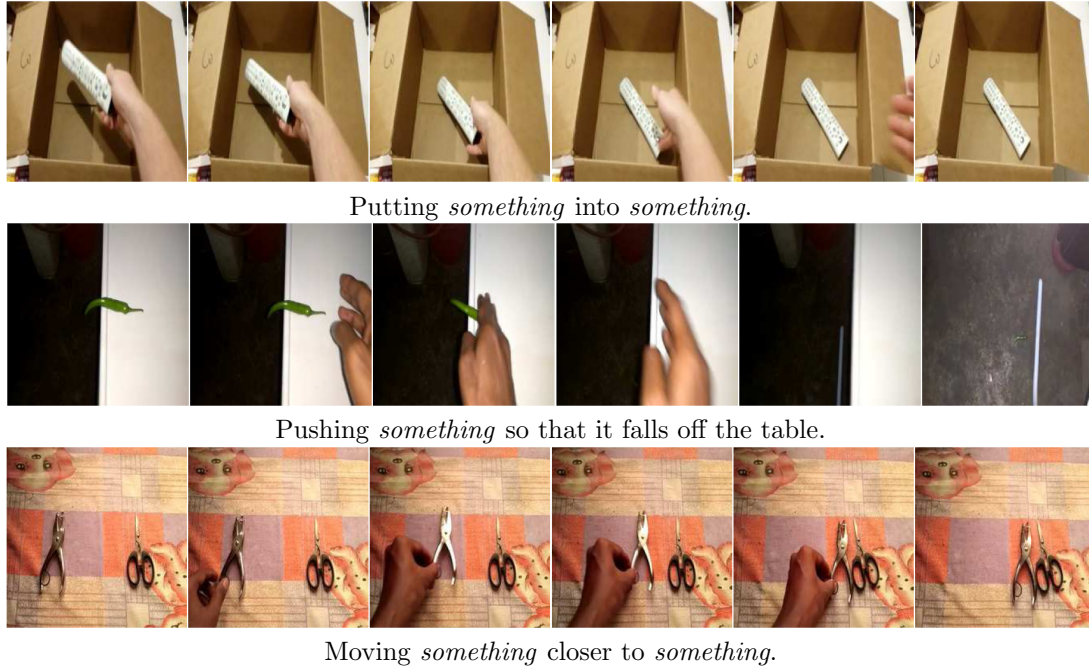 Putting something into something.
Pushing something so that it falls off the table.
Moving something closer to something.